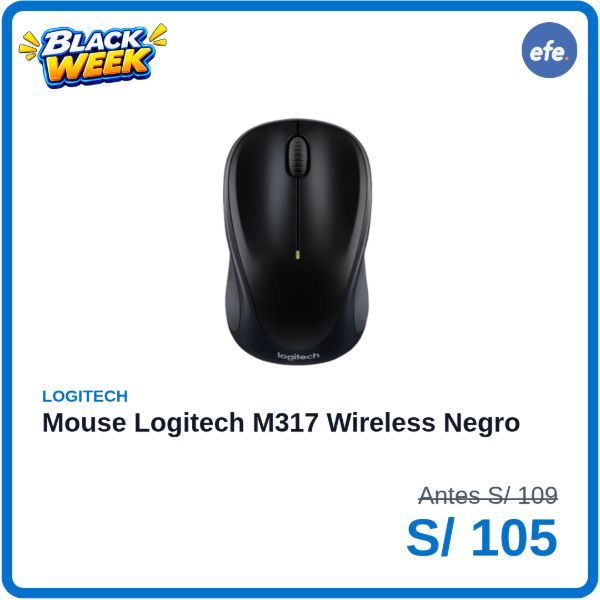 BLACK
WEEK
efe.
logitech
LOGITECH
Mouse Logitech M317 Wireless Negro
Antes S/ 109
S/ 105